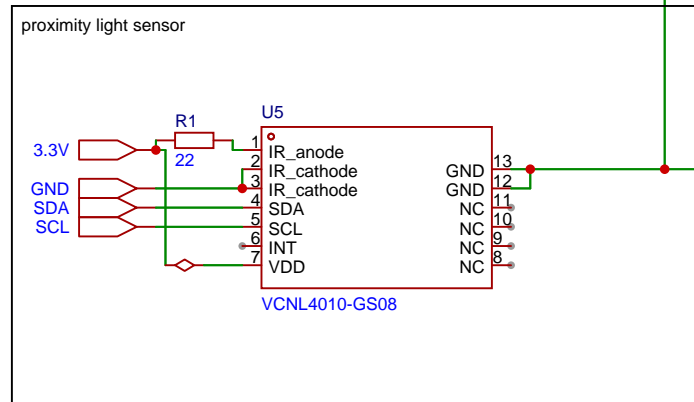 proximity light sensor
U5
R1
3.3V
22
GND
SDA
SCL
1 IR_anode
2 IR_cathode
3 IR_cathode
4 SDA
5 SCL
6 INT
7 VDD
GND 13
GND 12
NC 11
NC 10
NC 9
NC 8
VCNL4010-GS08